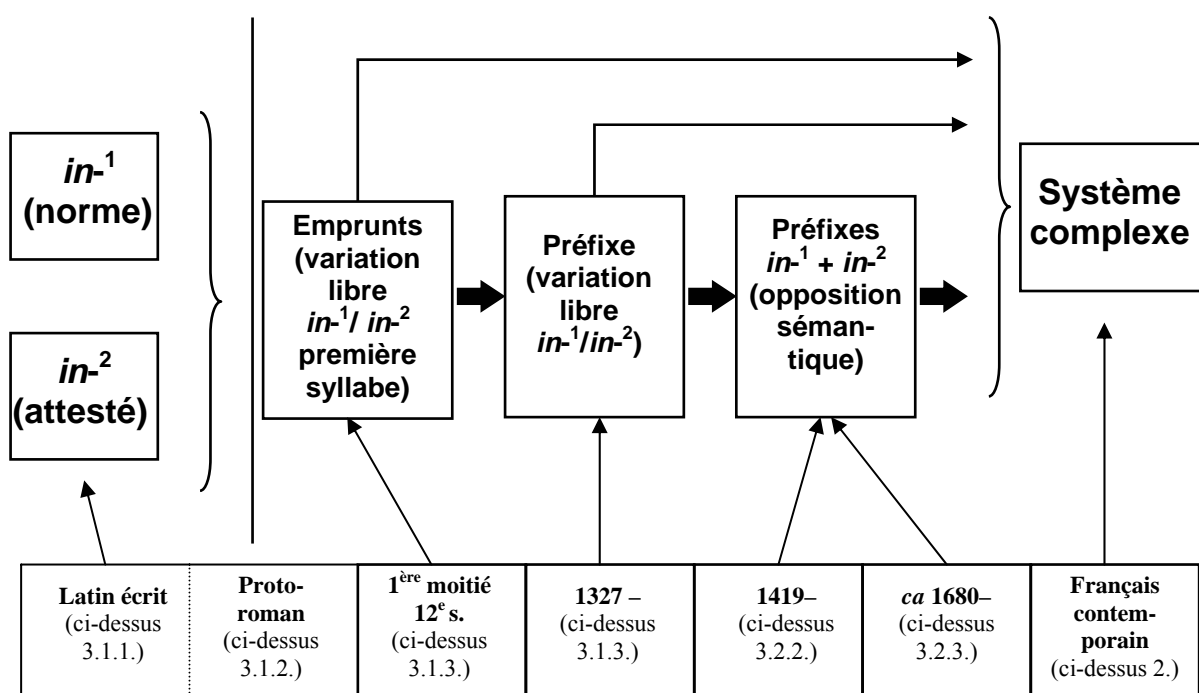 in-¹
(norme)
in-²
(attesté)
Emprunts
(variation
libre
in-¹/ in-²
première
syllabe)
Préfixe
(variation
libre
in-¹/in-²)
Préfixes
in-¹ + in-²
(opposition
séman-
tique)
Système
complexe
Latin écrit
(ci-dessus
3.1.1.)
Proto-
roman
(ci-dessus
3.1.2.)
1ère moitié
12e s.
(ci-dessus
3.1.3.)
1327 –
(ci-dessus
3.1.3.)
1419–
(ci-dessus
3.2.2.)
ca 1680–
(ci-dessus
3.2.3.)
Français
contem-
porain
(ci-dessus 2.)